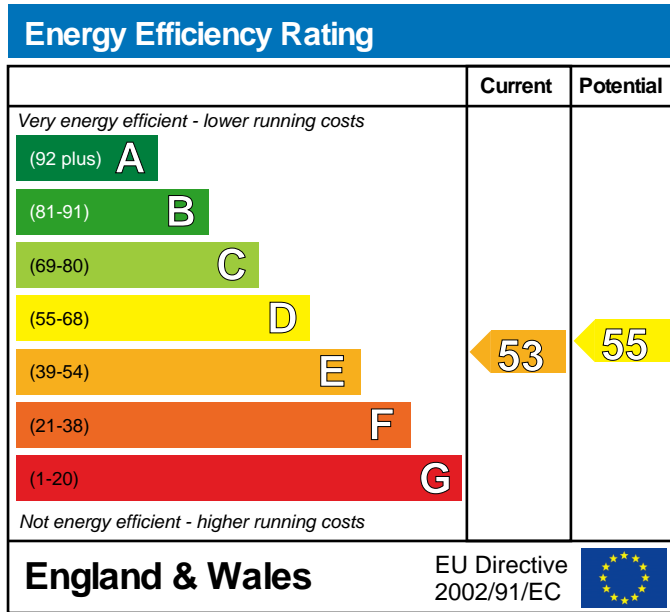 Energy Efficiency Rating
Current Potential
Very energy efficient - lower running costs
(92 plus) A
(81-91) B
(69-80) C
(55-68) D
(39-54) E
53
55
(21-38) F
(1-20) G
Not energy efficient - higher running costs
England & Wales
EU Directive
2002/91/EC